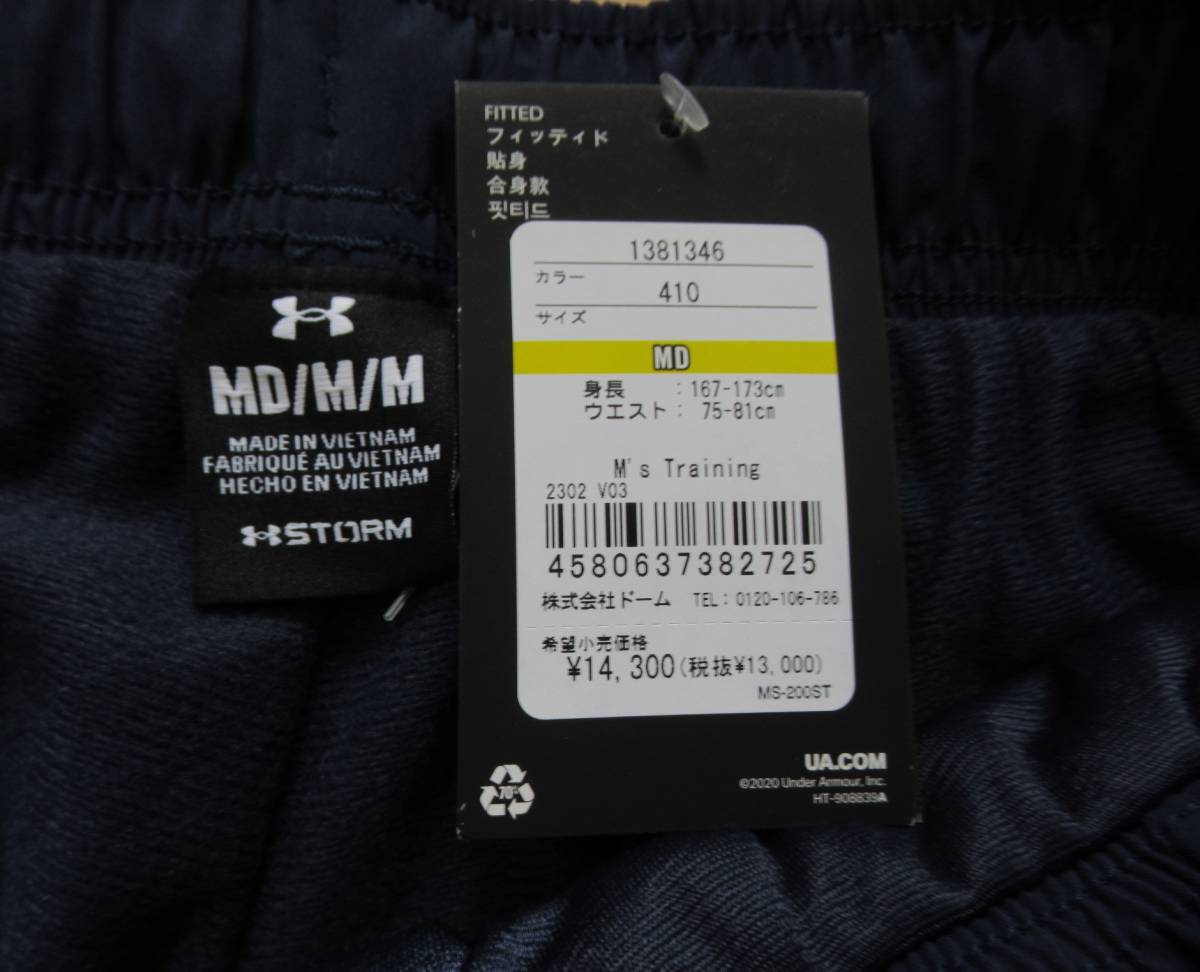 MD/M/M
MADE IN VIETNAM
FABRIQUÉ AU VIETNAM
HECHO EN VIETNAM
STORM
FITTED
フィッティド
貼身
合身款
핏티드
1381346
カラー
410
サイズ
MD
身長 : 167-173cm
ウエスト : 75-81cm
M's Training
2302 V03
4580637382725
株式会社ドーム TEL: 0120-106-786
希望小売価格
¥14,300(税抜¥13,000)
MS-200ST
70%
UA.COM
©2020 Under Armour, Inc.
HT-908839A